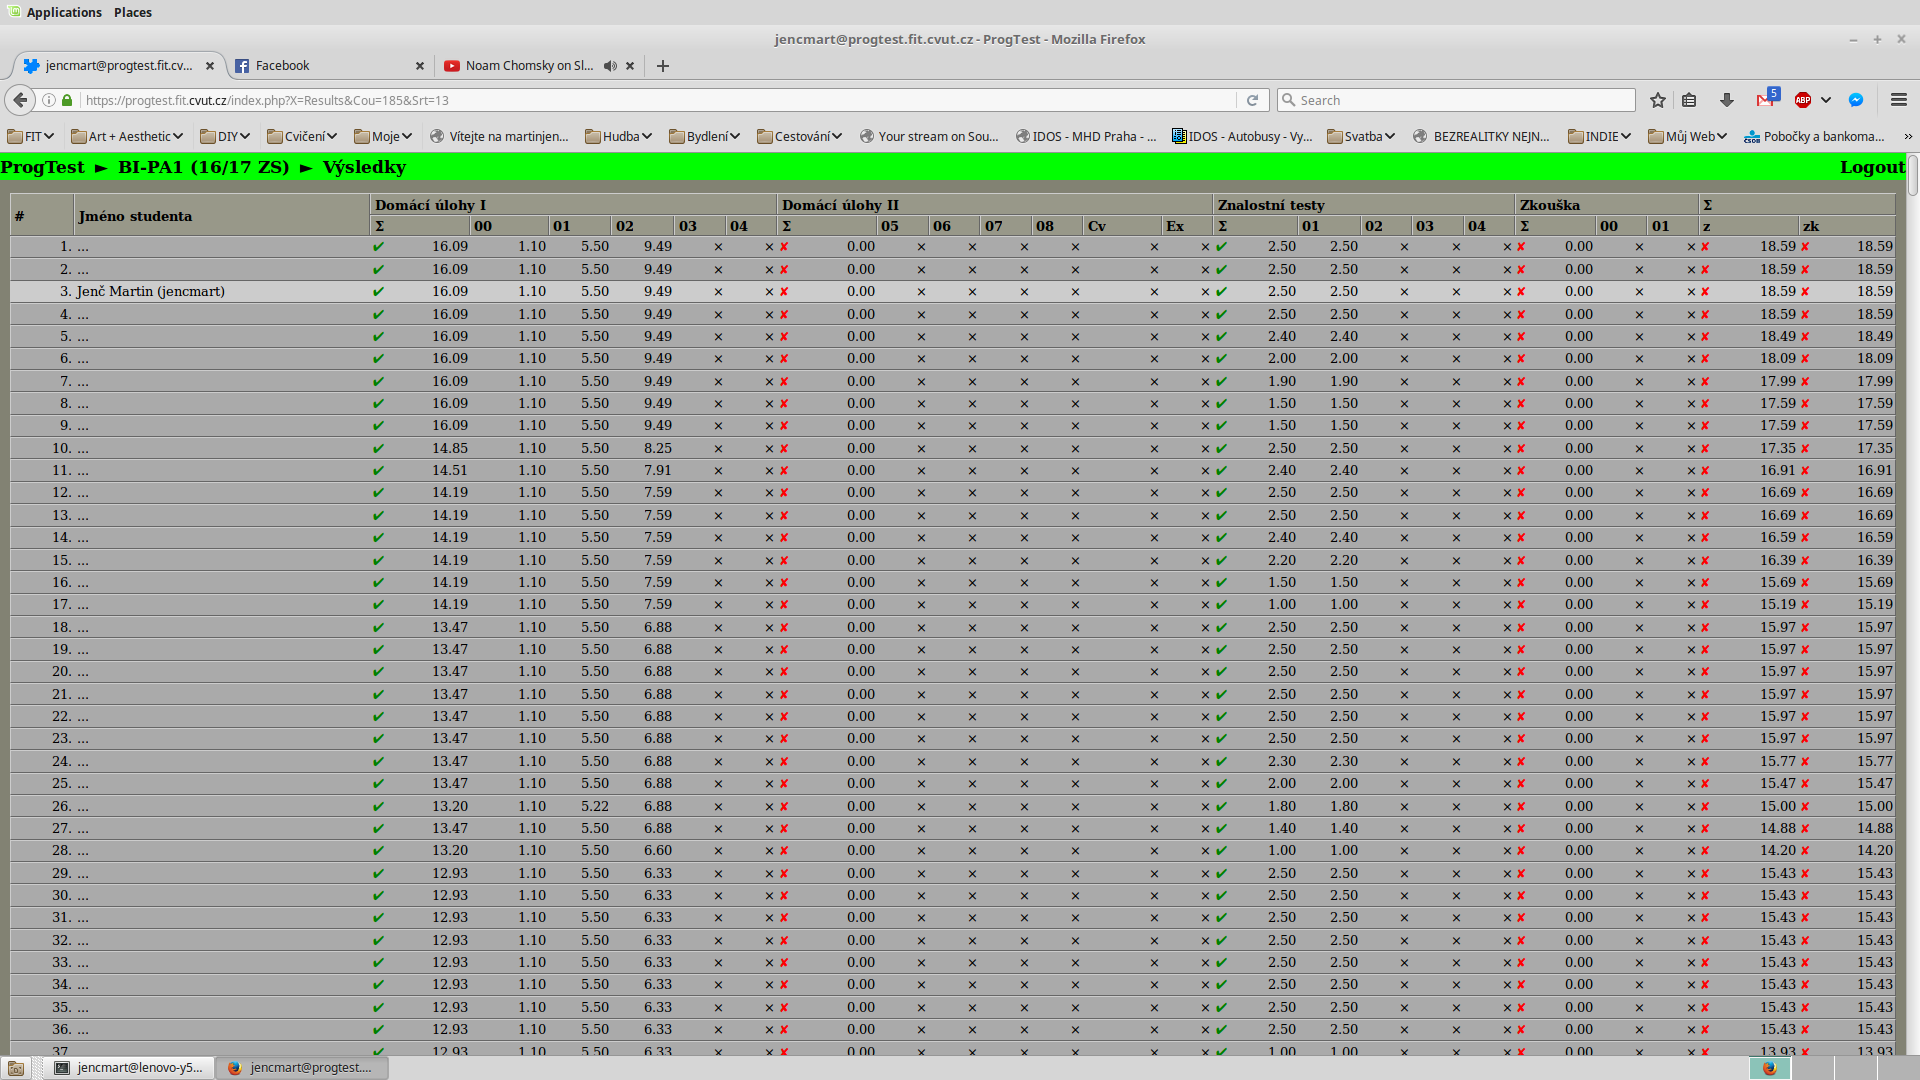 Applications Places
jencmart@progtest.fit.cvut.cz - ProgTest - Mozilla Firefox
jencmart@progtest.fit.cv... Facebook Noam Chomsky on Sl...
https://progtest.fit.cvut.cz/index.php?X=Results&Cou=185&Srt=13 Search 5 ABP
FIT Art + Aesthetic DIY Cvičení Moje Vítejte na martinjen... Hudba Bydlení Cestování Your stream on Sou... IDOS - MHD Praha - ... IDOS - Autobusy - Vy... Svatba BEZREALITKY NEJN... INDIE Můj Web Pobočky a bankoma... »
ProgTest ► BI-PA1 (16/17 ZS) ► Výsledky Logout
# Jméno studenta Domácí úlohy I Domácí úlohy II Znalostní testy Zkouška Σ
Σ 00 01 02 03 04 Σ 05 06 07 08 Cv Ex Σ 01 02 03 04 Σ 00 01 z zk
1. ... ✔ 16.09 1.10 5.50 9.49 × × ✘ 0.00 × × × × × × ✔ 2.50 2.50 × × × ✘ 0.00 × × ✘ 18.59 ✘ 18.59
2. ... ✔ 16.09 1.10 5.50 9.49 × × ✘ 0.00 × × × × × × ✔ 2.50 2.50 × × × ✘ 0.00 × × ✘ 18.59 ✘ 18.59
3. Jenč Martin (jencmart) ✔ 16.09 1.10 5.50 9.49 × × ✘ 0.00 × × × × × × ✔ 2.50 2.50 × × × ✘ 0.00 × × ✘ 18.59 ✘ 18.59
4. ... ✔ 16.09 1.10 5.50 9.49 × × ✘ 0.00 × × × × × × ✔ 2.50 2.50 × × × ✘ 0.00 × × ✘ 18.59 ✘ 18.59
5. ... ✔ 16.09 1.10 5.50 9.49 × × ✘ 0.00 × × × × × × ✔ 2.40 2.40 × × × ✘ 0.00 × × ✘ 18.49 ✘ 18.49
6. ... ✔ 16.09 1.10 5.50 9.49 × × ✘ 0.00 × × × × × × ✔ 2.00 2.00 × × × ✘ 0.00 × × ✘ 18.09 ✘ 18.09
7. ... ✔ 16.09 1.10 5.50 9.49 × × ✘ 0.00 × × × × × × ✔ 1.90 1.90 × × × ✘ 0.00 × × ✘ 17.99 ✘ 17.99
8. ... ✔ 16.09 1.10 5.50 9.49 × × ✘ 0.00 × × × × × × ✔ 1.50 1.50 × × × ✘ 0.00 × × ✘ 17.59 ✘ 17.59
9. ... ✔ 16.09 1.10 5.50 9.49 × × ✘ 0.00 × × × × × × ✔ 1.50 1.50 × × × ✘ 0.00 × × ✘ 17.59 ✘ 17.59
10. ... ✔ 14.85 1.10 5.50 8.25 × × ✘ 0.00 × × × × × × ✔ 2.50 2.50 × × × ✘ 0.00 × × ✘ 17.35 ✘ 17.35
11. ... ✔ 14.51 1.10 5.50 7.91 × × ✘ 0.00 × × × × × × ✔ 2.40 2.40 × × × ✘ 0.00 × × ✘ 16.91 ✘ 16.91
12. ... ✔ 14.19 1.10 5.50 7.59 × × ✘ 0.00 × × × × × × ✔ 2.50 2.50 × × × ✘ 0.00 × × ✘ 16.69 ✘ 16.69
13. ... ✔ 14.19 1.10 5.50 7.59 × × ✘ 0.00 × × × × × × ✔ 2.50 2.50 × × × ✘ 0.00 × × ✘ 16.69 ✘ 16.69
14. ... ✔ 14.19 1.10 5.50 7.59 × × ✘ 0.00 × × × × × × ✔ 2.40 2.40 × × × ✘ 0.00 × × ✘ 16.59 ✘ 16.59
15. ... ✔ 14.19 1.10 5.50 7.59 × × ✘ 0.00 × × × × × × ✔ 2.20 2.20 × × × ✘ 0.00 × × ✘ 16.39 ✘ 16.39
16. ... ✔ 14.19 1.10 5.50 7.59 × × ✘ 0.00 × × × × × × ✔ 1.50 1.50 × × × ✘ 0.00 × × ✘ 15.69 ✘ 15.69
17. ... ✔ 14.19 1.10 5.50 7.59 × × ✘ 0.00 × × × × × × ✔ 1.00 1.00 × × × ✘ 0.00 × × ✘ 15.19 ✘ 15.19
18. ... ✔ 13.47 1.10 5.50 6.88 × × ✘ 0.00 × × × × × × ✔ 2.50 2.50 × × × ✘ 0.00 × × ✘ 15.97 ✘ 15.97
19. ... ✔ 13.47 1.10 5.50 6.88 × × ✘ 0.00 × × × × × × ✔ 2.50 2.50 × × × ✘ 0.00 × × ✘ 15.97 ✘ 15.97
20. ... ✔ 13.47 1.10 5.50 6.88 × × ✘ 0.00 × × × × × × ✔ 2.50 2.50 × × × ✘ 0.00 × × ✘ 15.97 ✘ 15.97
21. ... ✔ 13.47 1.10 5.50 6.88 × × ✘ 0.00 × × × × × × ✔ 2.50 2.50 × × × ✘ 0.00 × × ✘ 15.97 ✘ 15.97
22. ... ✔ 13.47 1.10 5.50 6.88 × × ✘ 0.00 × × × × × × ✔ 2.50 2.50 × × × ✘ 0.00 × × ✘ 15.97 ✘ 15.97
23. ... ✔ 13.47 1.10 5.50 6.88 × × ✘ 0.00 × × × × × × ✔ 2.50 2.50 × × × ✘ 0.00 × × ✘ 15.97 ✘ 15.97
24. ... ✔ 13.47 1.10 5.50 6.88 × × ✘ 0.00 × × × × × × ✔ 2.30 2.30 × × × ✘ 0.00 × × ✘ 15.77 ✘ 15.77
25. ... ✔ 13.47 1.10 5.50 6.88 × × ✘ 0.00 × × × × × × ✔ 2.00 2.00 × × × ✘ 0.00 × × ✘ 15.47 ✘ 15.47
26. ... ✔ 13.20 1.10 5.22 6.88 × × ✘ 0.00 × × × × × × ✔ 1.80 1.80 × × × ✘ 0.00 × × ✘ 15.00 ✘ 15.00
27. ... ✔ 13.47 1.10 5.50 6.88 × × ✘ 0.00 × × × × × × ✔ 1.40 1.40 × × × ✘ 0.00 × × ✘ 14.88 ✘ 14.88
28. ... ✔ 13.20 1.10 5.50 6.60 × × ✘ 0.00 × × × × × × ✔ 1.00 1.00 × × × ✘ 0.00 × × ✘ 14.20 ✘ 14.20
29. ... ✔ 12.93 1.10 5.50 6.33 × × ✘ 0.00 × × × × × × ✔ 2.50 2.50 × × × ✘ 0.00 × × ✘ 15.43 ✘ 15.43
30. ... ✔ 12.93 1.10 5.50 6.33 × × ✘ 0.00 × × × × × × ✔ 2.50 2.50 × × × ✘ 0.00 × × ✘ 15.43 ✘ 15.43
31. ... ✔ 12.93 1.10 5.50 6.33 × × ✘ 0.00 × × × × × × ✔ 2.50 2.50 × × × ✘ 0.00 × × ✘ 15.43 ✘ 15.43
32. ... ✔ 12.93 1.10 5.50 6.33 × × ✘ 0.00 × × × × × × ✔ 2.50 2.50 × × × ✘ 0.00 × × ✘ 15.43 ✘ 15.43
33. ... ✔ 12.93 1.10 5.50 6.33 × × ✘ 0.00 × × × × × × ✔ 2.50 2.50 × × × ✘ 0.00 × × ✘ 15.43 ✘ 15.43
34. ... ✔ 12.93 1.10 5.50 6.33 × × ✘ 0.00 × × × × × × ✔ 2.50 2.50 × × × ✘ 0.00 × × ✘ 15.43 ✘ 15.43
35. ... ✔ 12.93 1.10 5.50 6.33 × × ✘ 0.00 × × × × × × ✔ 2.50 2.50 × × × ✘ 0.00 × × ✘ 15.43 ✘ 15.43
36. ... ✔ 12.93 1.10 5.50 6.33 × × ✘ 0.00 × × × × × × ✔ 2.50 2.50 × × × ✘ 0.00 × × ✘ 15.43 ✘ 15.43
37 ✔ 12.93 1.10 5.50 6.33 × × ✘ 0.00 × × × × × × ✔ 1.00 1.00 × × × ✘ 0.00 × × ✘ 13.93 ✘ 13.93
jencmart@lenovo-y5... jencmart@progtest....